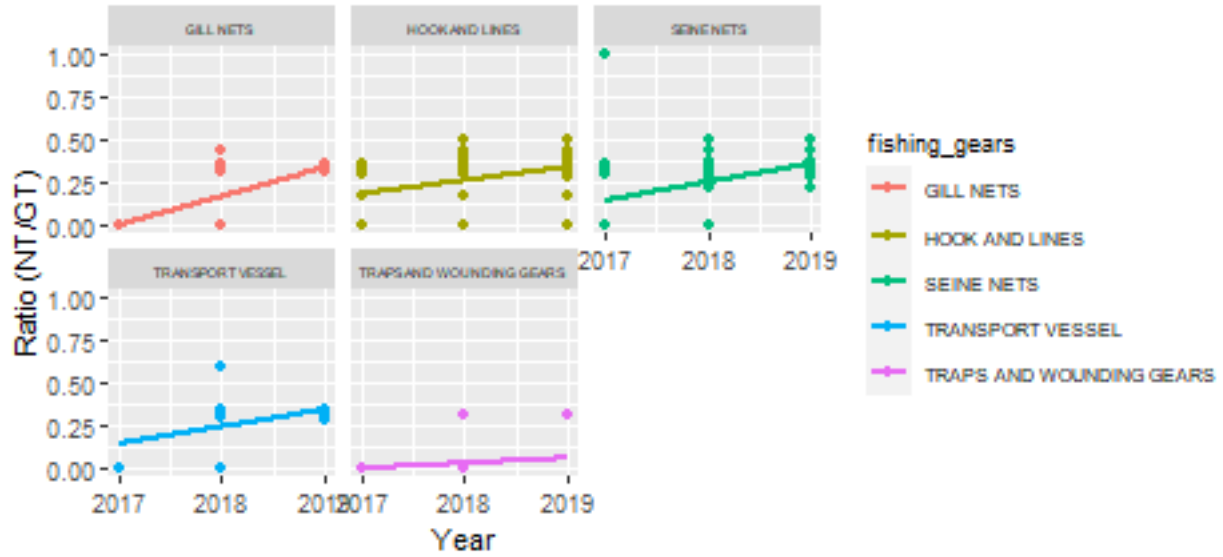 GILL NETS
HOOK AND LINES
SEINE NETS
1.00
0.75
0.50
0.25
0.00
2017 2018 2019
TRANSPORT VESSEL
TRAPS AND WOUNDING GEARS
1.00
0.75
0.50
0.25
0.00
2017 2018 2019
2017 2018 2019
Ratio (NT/GT)
Year
fishing_gears
GILL NETS
HOOK AND LINES
SEINE NETS
TRANSPORT VESSEL
TRAPS AND WOUNDING GEARS